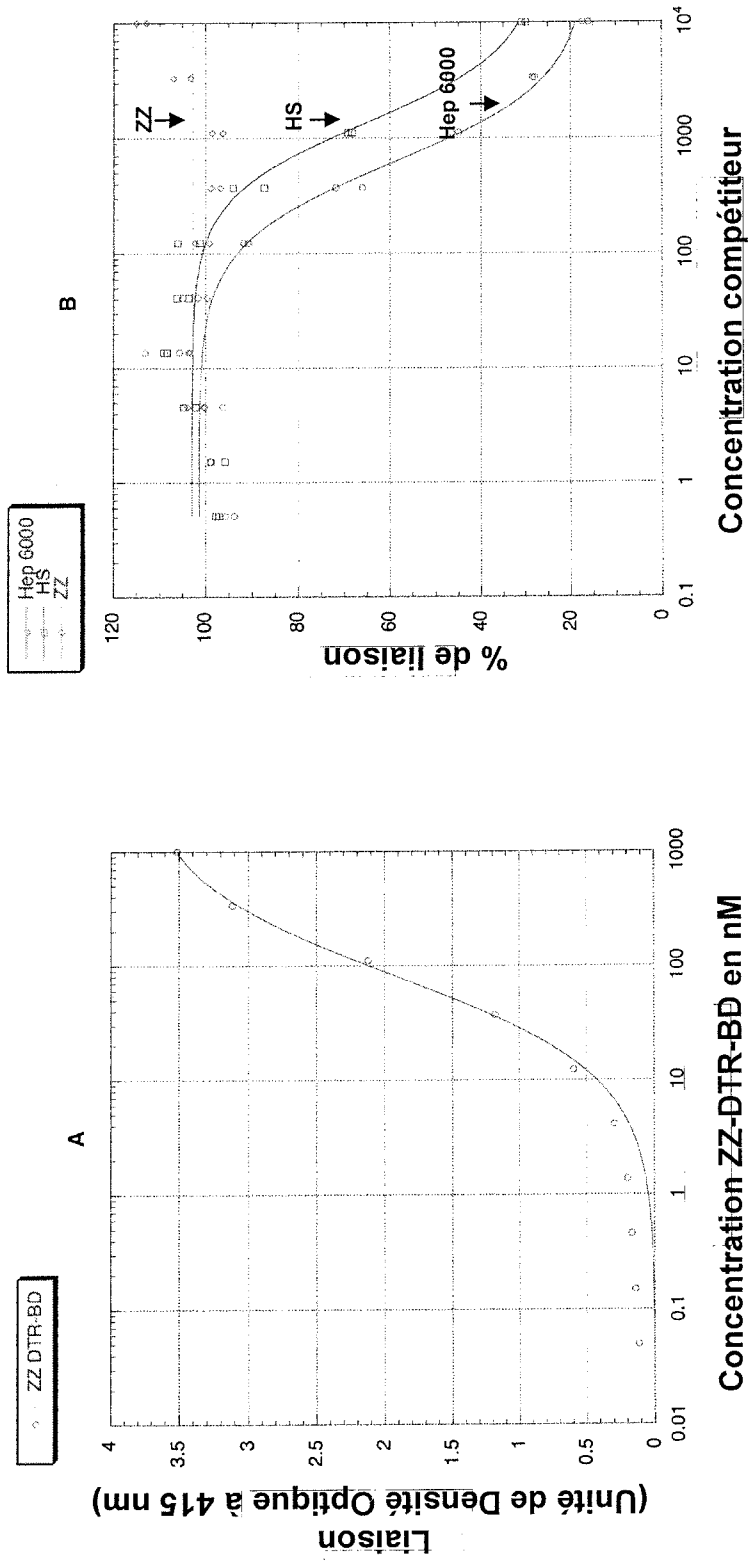 A
ZZ DTR-BD
4
3.5
3
2.5
2
1.5
1
0.5
0
0.01
0.1
1
10
100
1000
Liaison
(Unité de Densité Optique à 415 nm)
Concentration ZZ-DTR-BD en nM
B
Hep 6000
HS
ZZ
120
100
80
60
40
20
0
0.1
1
10
100
1000
10⁴
% de liaison
Concentration compétiteur
ZZ
HS
Hep 6000